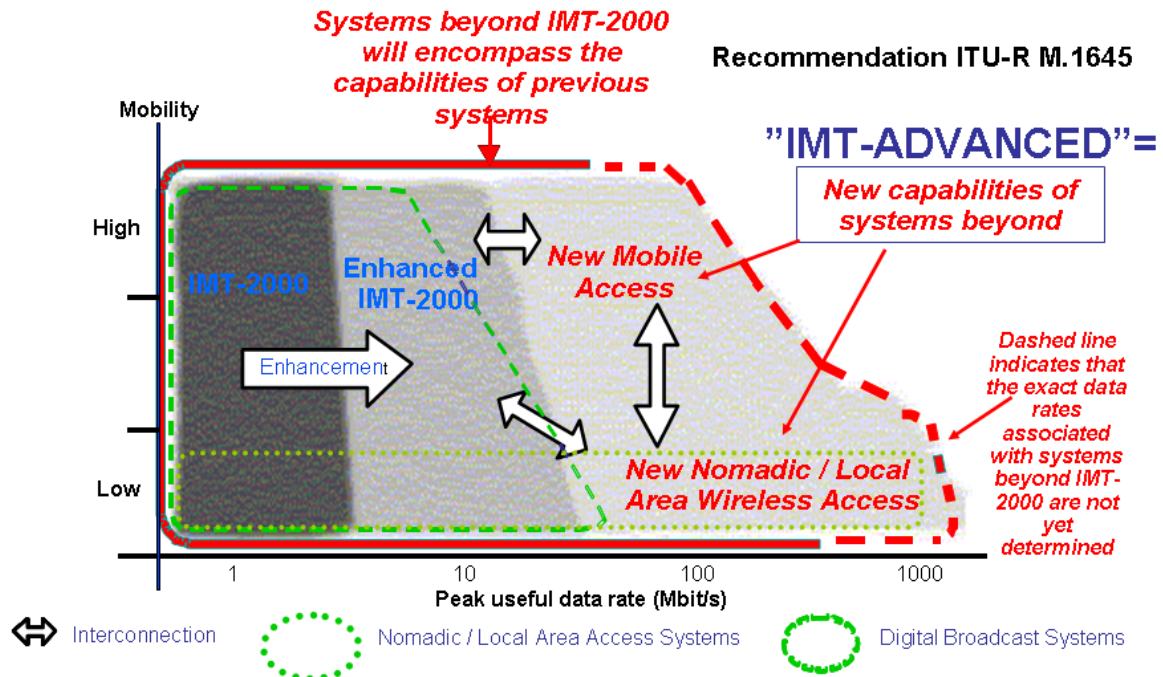 Systems beyond IMT-2000
will encompass the
capabilities of previous
systems
Recommendation ITU-R M.1645
Mobility
”IMT-ADVANCED”=
New capabilities of
systems beyond
High
New Mobile
Access
Enhanced
IMT-2000
IMT-2000
Enhancement
Dashed line
indicates that
the exact data
rates
associated
with systems
beyond IMT-
2000 are not
yet
determined
New Nomadic / Local
Area Wireless Access
Low
1
10
100
1000
Peak useful data rate (Mbit/s)
Interconnection
Nomadic / Local Area Access Systems
Digital Broadcast Systems